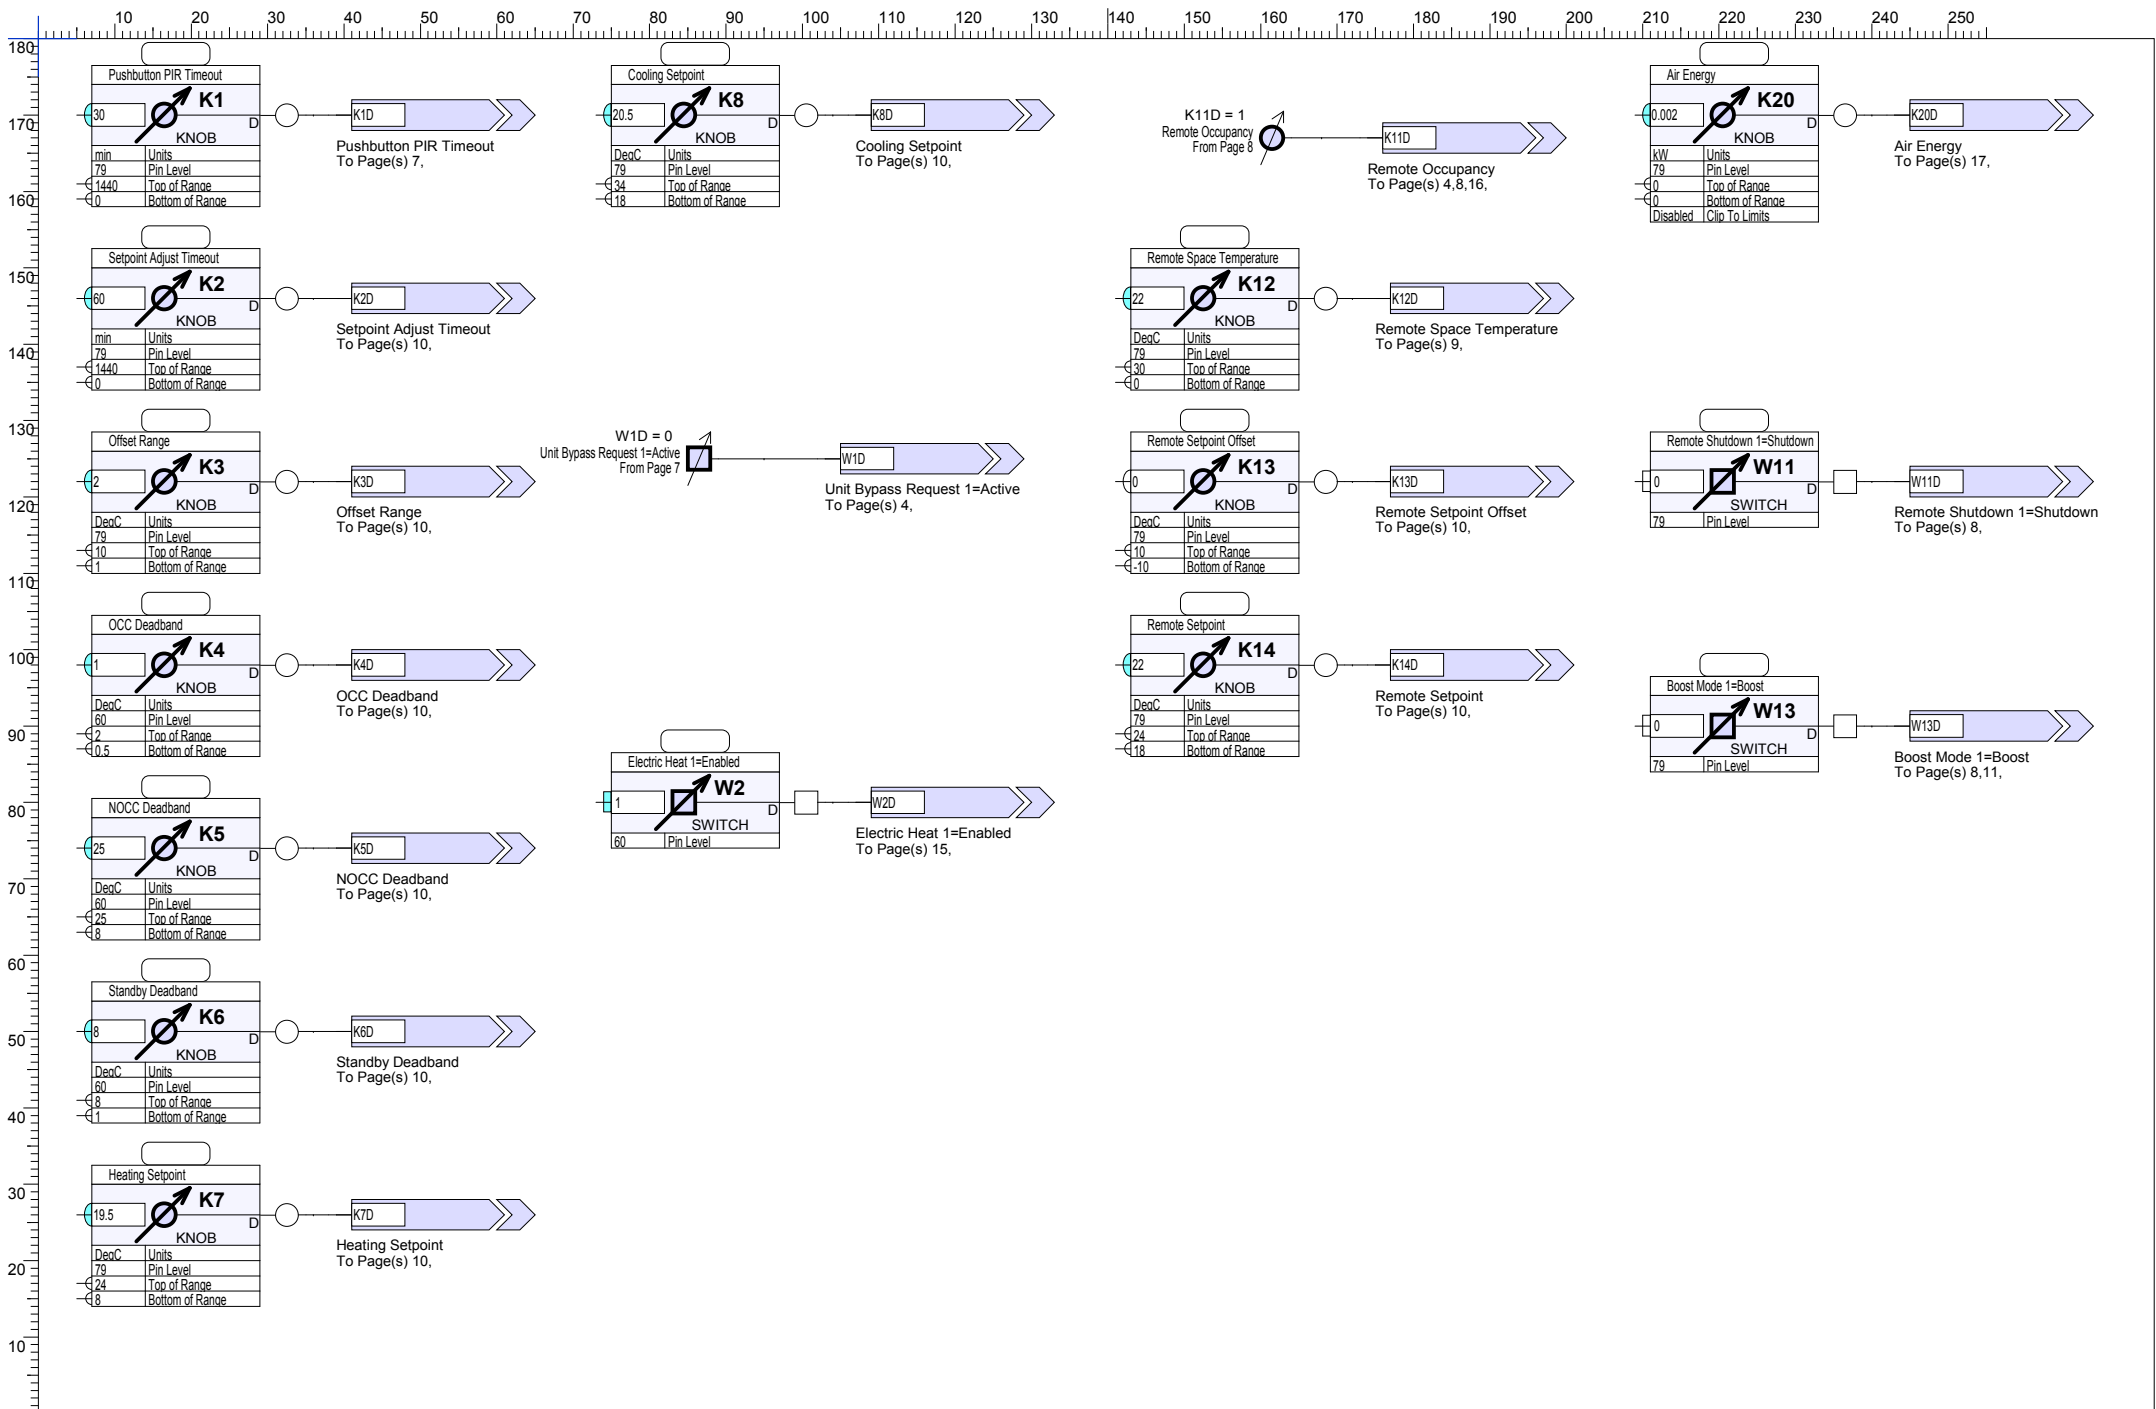 10 20 30 40 50 60 70 80 90 100 110 120 130 140 150 160 170 180 190 200 210 220 230 240 250
180
170
160
150
140
130
120
110
100
90
80
70
60
50
40
30
20
10
Pushbutton PIR Timeout
30
K1
D
KNOB
min Units
79 Pin Level
1440 Top of Range
0 Bottom of Range
K1D
Pushbutton PIR Timeout
To Page(s) 7,
Setpoint Adjust Timeout
60
K2
D
KNOB
min Units
79 Pin Level
1440 Top of Range
0 Bottom of Range
K2D
Setpoint Adjust Timeout
To Page(s) 10,
Offset Range
2
K3
D
KNOB
DegC Units
79 Pin Level
10 Top of Range
1 Bottom of Range
K3D
Offset Range
To Page(s) 10,
OCC Deadband
1
K4
D
KNOB
DegC Units
60 Pin Level
2 Top of Range
0.5 Bottom of Range
K4D
OCC Deadband
To Page(s) 10,
NOCC Deadband
25
K5
D
KNOB
DegC Units
60 Pin Level
25 Top of Range
8 Bottom of Range
K5D
NOCC Deadband
To Page(s) 10,
Standby Deadband
8
K6
D
KNOB
DegC Units
60 Pin Level
8 Top of Range
1 Bottom of Range
K6D
Standby Deadband
To Page(s) 10,
Heating Setpoint
19.5
K7
D
KNOB
DegC Units
79 Pin Level
24 Top of Range
8 Bottom of Range
K7D
Heating Setpoint
To Page(s) 10,
Cooling Setpoint
20.5
K8
D
KNOB
DegC Units
79 Pin Level
34 Top of Range
18 Bottom of Range
K8D
Cooling Setpoint
To Page(s) 10,
W1D = 0
Unit Bypass Request 1=Active
From Page 7
W1D
Unit Bypass Request 1=Active
To Page(s) 4,
Electric Heat 1=Enabled
1
W2
D
SWITCH
60 Pin Level
W2D
Electric Heat 1=Enabled
To Page(s) 15,
K11D = 1
Remote Occupancy
From Page 8
K11D
Remote Occupancy
To Page(s) 4,8,16,
Remote Space Temperature
22
K12
D
KNOB
DegC Units
79 Pin Level
30 Top of Range
0 Bottom of Range
K12D
Remote Space Temperature
To Page(s) 9,
Remote Setpoint Offset
0
K13
D
KNOB
DegC Units
79 Pin Level
10 Top of Range
-10 Bottom of Range
K13D
Remote Setpoint Offset
To Page(s) 10,
Remote Setpoint
22
K14
D
KNOB
DegC Units
79 Pin Level
24 Top of Range
18 Bottom of Range
K14D
Remote Setpoint
To Page(s) 10,
Air Energy
0.002
K20
D
KNOB
kW Units
79 Pin Level
0 Top of Range
0 Bottom of Range
Disabled Clip To Limits
K20D
Air Energy
To Page(s) 17,
Remote Shutdown 1=Shutdown
0
W11
D
SWITCH
79 Pin Level
W11D
Remote Shutdown 1=Shutdown
To Page(s) 8,
Boost Mode 1=Boost
0
W13
D
SWITCH
79 Pin Level
W13D
Boost Mode 1=Boost
To Page(s) 8,11,